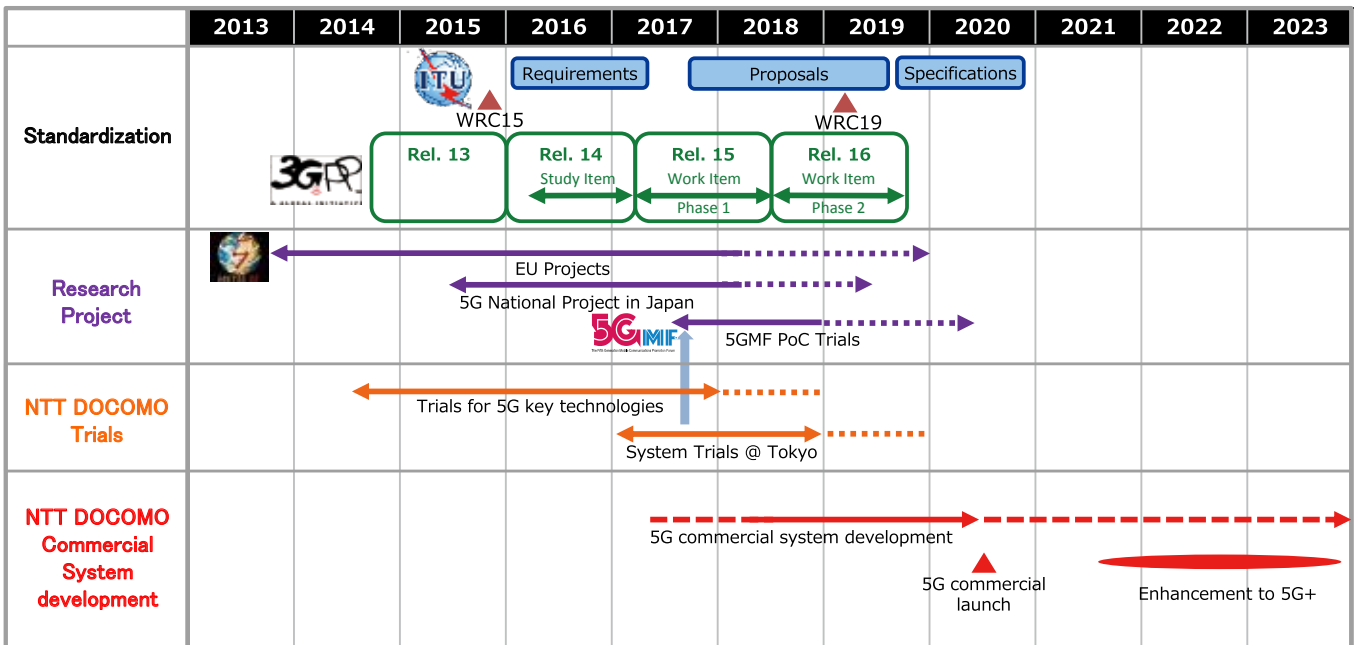 2013 2014 2015 2016 2017 2018 2019 2020 2021 2022 2023
Standardization
ITU
Requirements
Proposals
Specifications
WRC15
WRC19
3GPP
A GLOBAL INITIATIVE
Rel. 13
Rel. 14
Study Item
Rel. 15
Work Item
Phase 1
Rel. 16
Work Item
Phase 2
Research
Project
7
EU Projects
5G National Project in Japan
5GMF
5GMF PoC Trials
NTT DOCOMO
Trials
Trials for 5G key technologies
System Trials @ Tokyo
NTT DOCOMO
Commercial
System
development
5G commercial system development
5G commercial
launch
Enhancement to 5G+